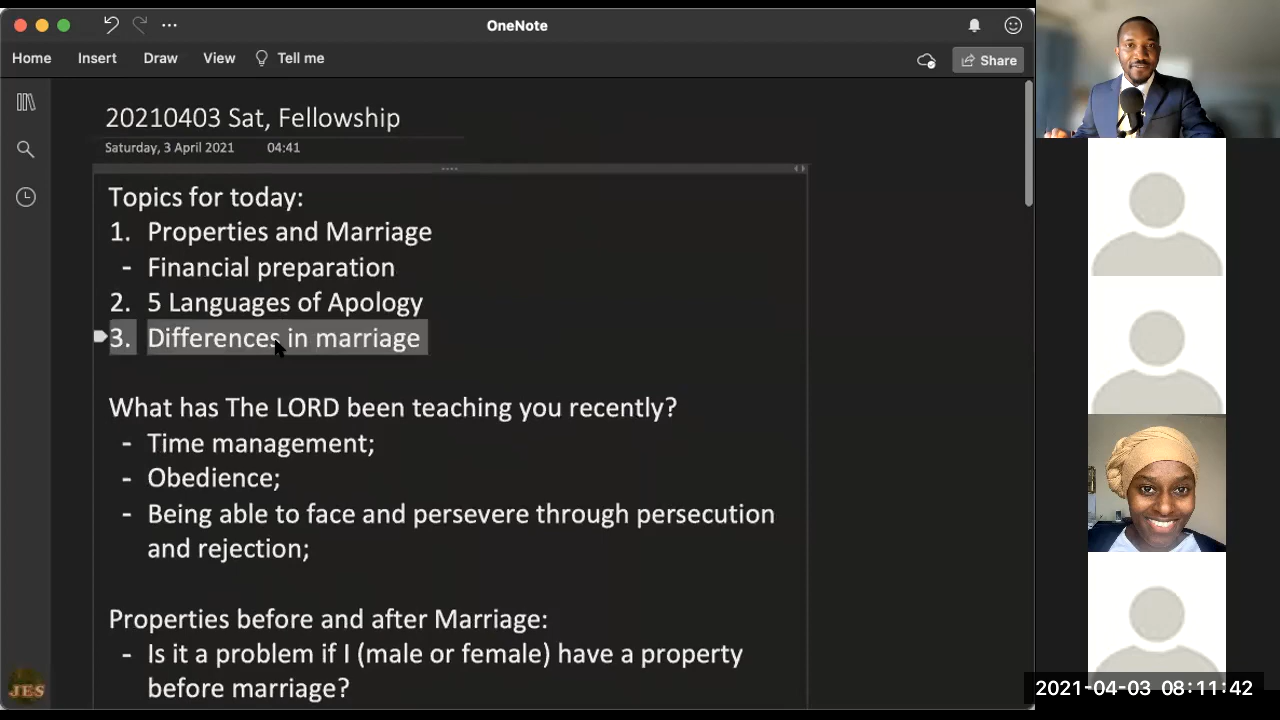 OneNote
Home Insert Draw View Tell me Share
20210403 Sat, Fellowship
Saturday, 3 April 2021 04:41
Topics for today:
1. Properties and Marriage
- Financial preparation
2. 5 Languages of Apology
3. Differences in marriage
What has The LORD been teaching you recently?
- Time management;
- Obedience;
- Being able to face and persevere through persecution
and rejection;
Properties before and after Marriage:
- Is it a problem if I (male or female) have a property
before marriage?
JES
2021-04-03 08:11:42